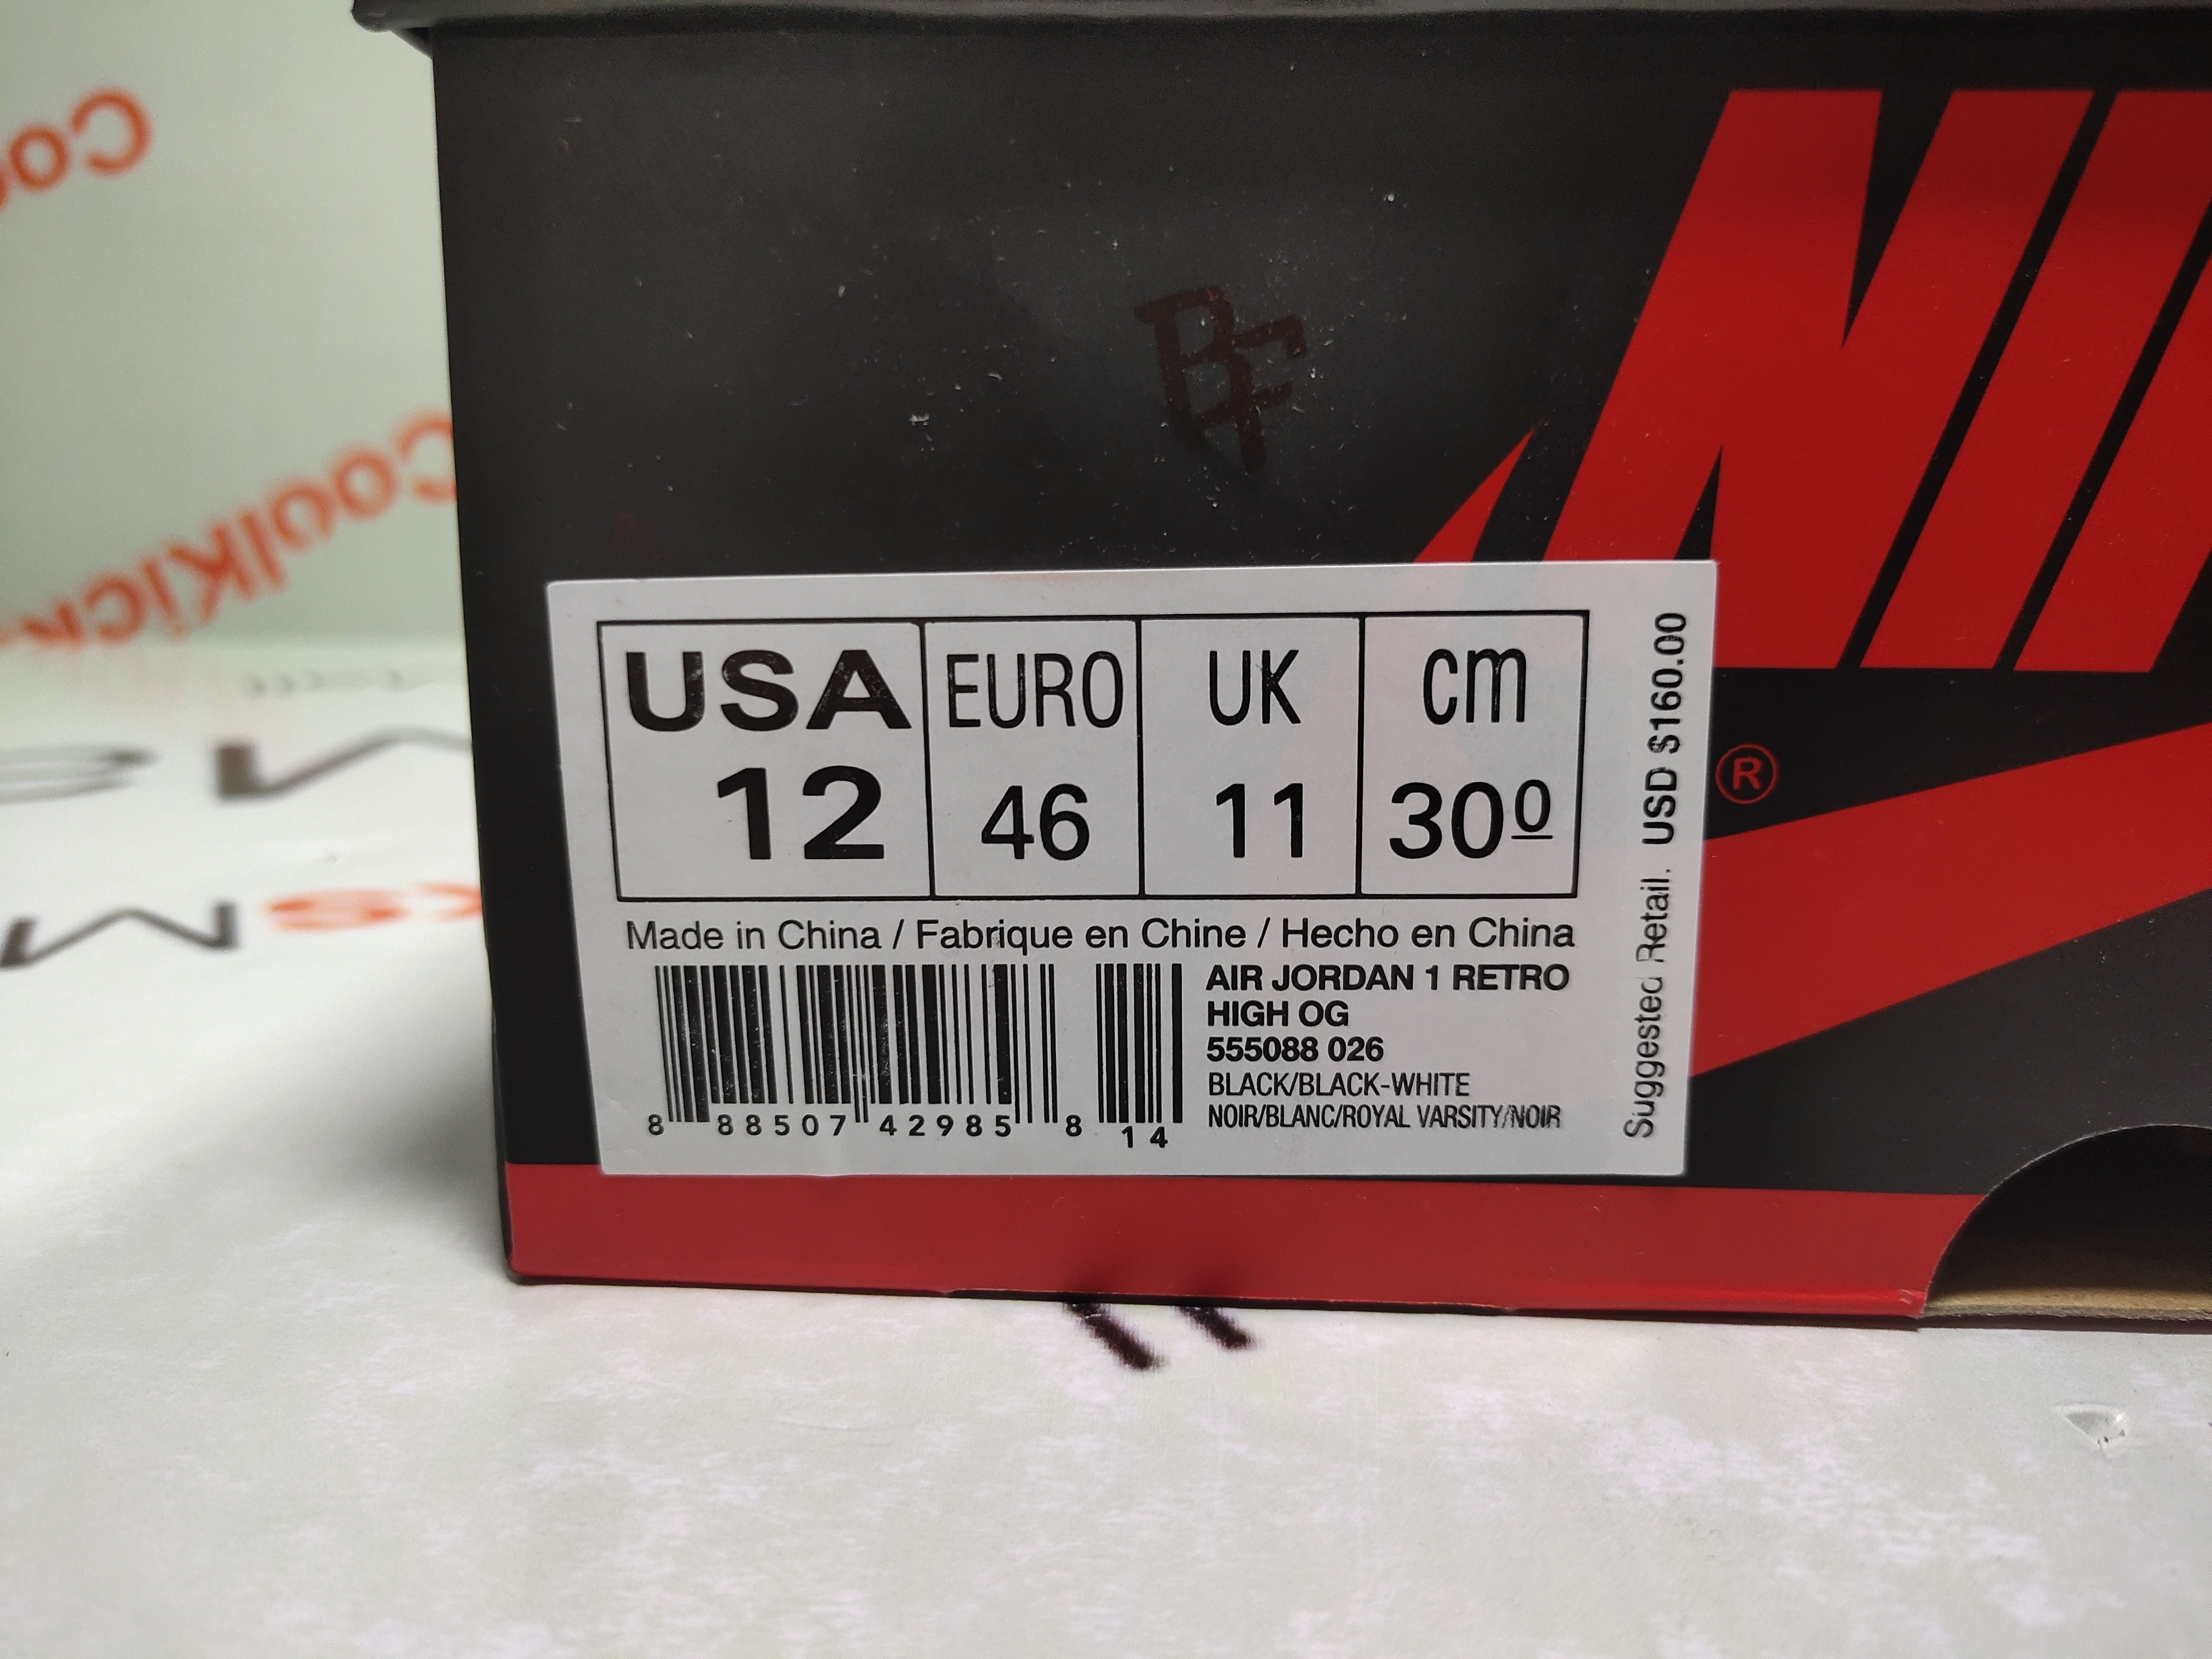 BF
USA EURO UK cm
12 46 11 30º
Made in China / Fabrique en Chine / Hecho en China
AIR JORDAN 1 RETRO
HIGH OG
555088 026
BLACK/BLACK-WHITE
NOIR/BLANC/ROYAL VARSITY/NOIR
8 88507 42985 8 14
Suggested Retail. USD $160.00
®
CoolKick